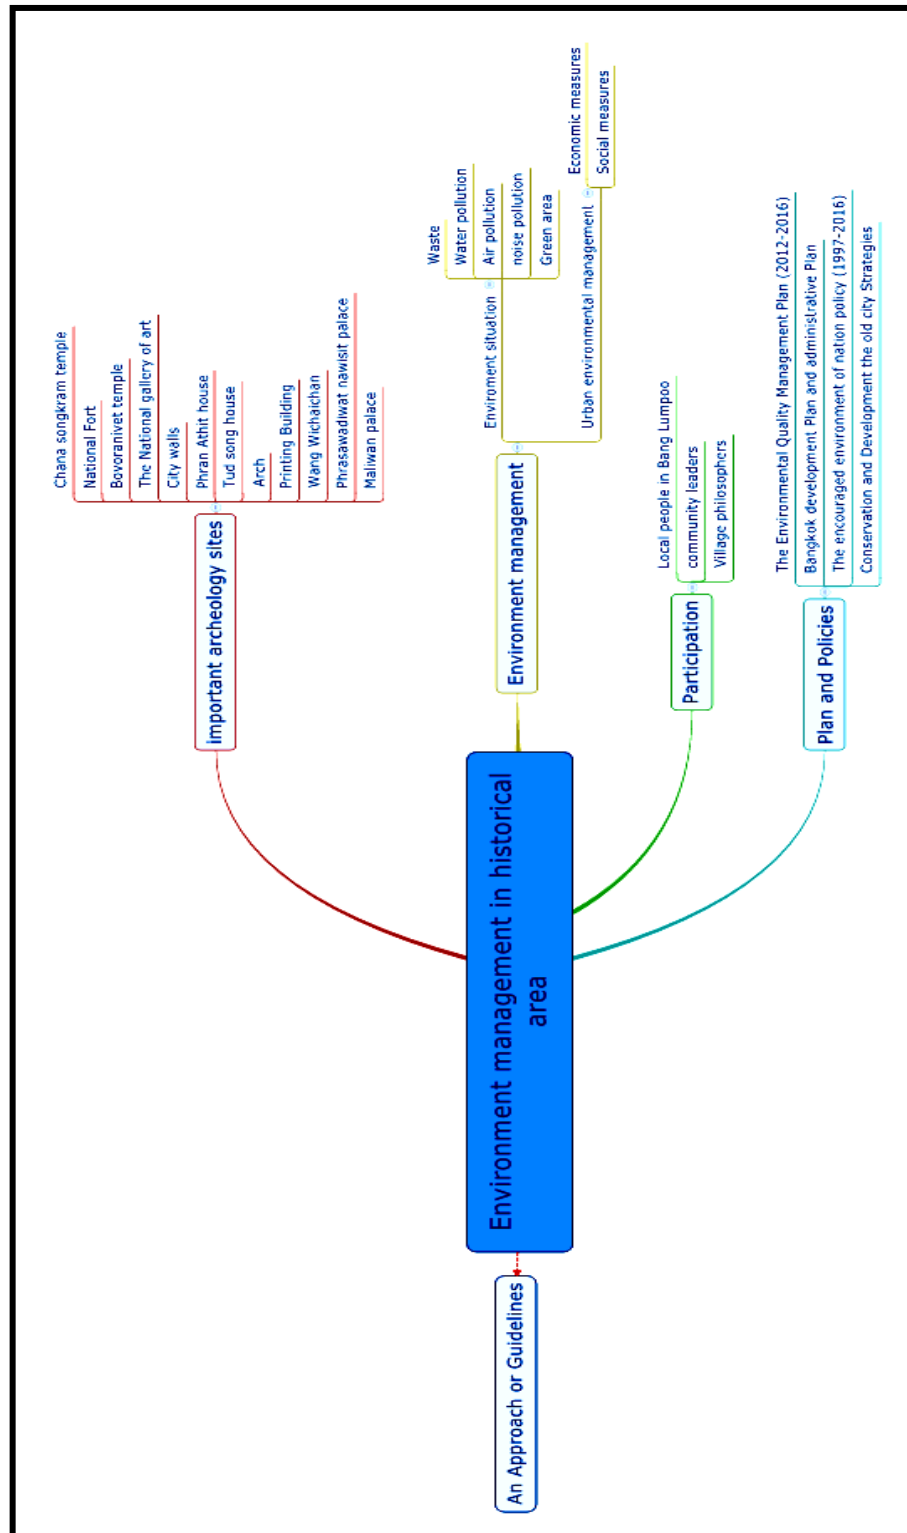 An Approach or Guidelines
Environment management in historical
area
important archeology sites
Chana songkram temple
National Fort
Bovoranivet temple
The National gallery of art
City walls
Phran Athit house
Tud song house
Arch
Printing Building
Wang Wichaichan
Phrasawadiwat nawisit palace
Maliwan palace
Environment management
Enviroment situation
Waste
Water pollution
Air pollution
noise pollution
Green area
Urban environmental management
Economic measures
Social measures
Participation
Local people in Bang Lumpoo
community leaders
Village philosophers
Plan and Policies
The Environmental Quality Management Plan (2012-2016)
Bangkok development Plan and administrative Plan
The encouraged environment of nation policy (1997-2016)
Conservation and Development the old city Strategies